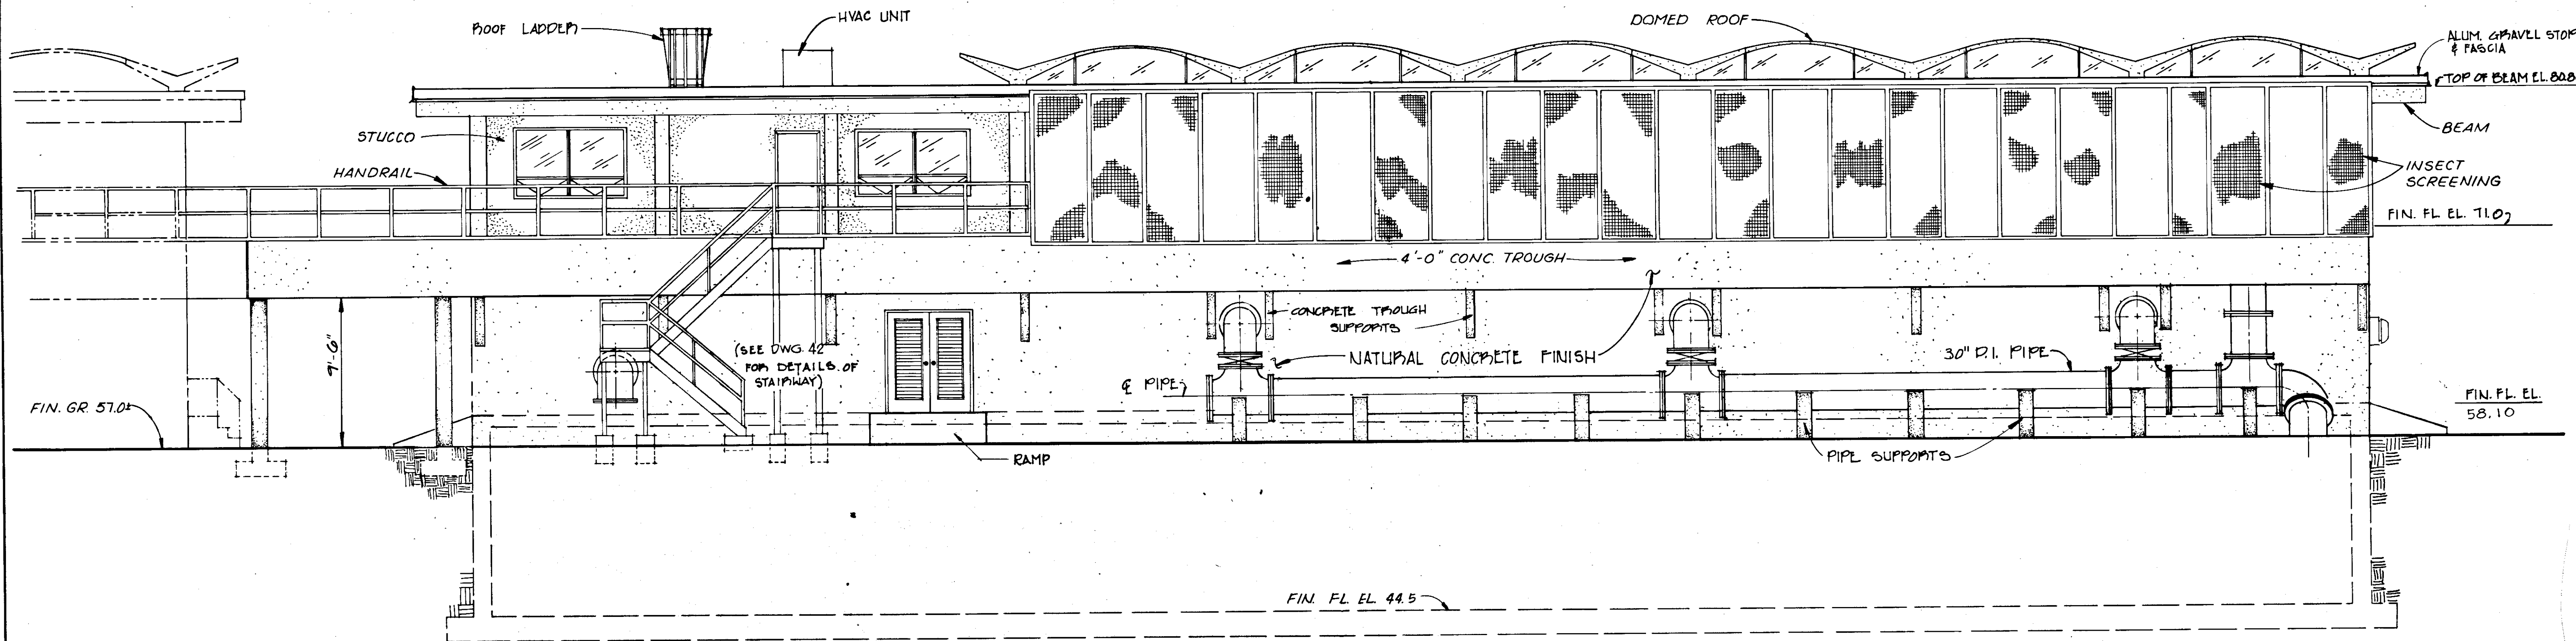 ROOF LADDER
HVAC UNIT
DOMED ROOF
ALUM. GRAVEL STOP
& FASCIA
TOP OF BEAM EL. 80.8
STUCCO
BEAM
HANDRAIL
INSECT
SCREENING
FIN. FL EL. 71.0
4'-0" CONC. TROUGH
CONCRETE TROUGH
SUPPORTS
9'-6"
(SEE DWG. 42
FOR DETAILS OF
STAIRWAY)
NATURAL CONCRETE FINISH
30" D.I. PIPE
℄ PIPE
FIN. GR. 57.0±
FIN. FL. EL.
58.10
RAMP
PIPE SUPPORTS
FIN. FL. EL. 44.5